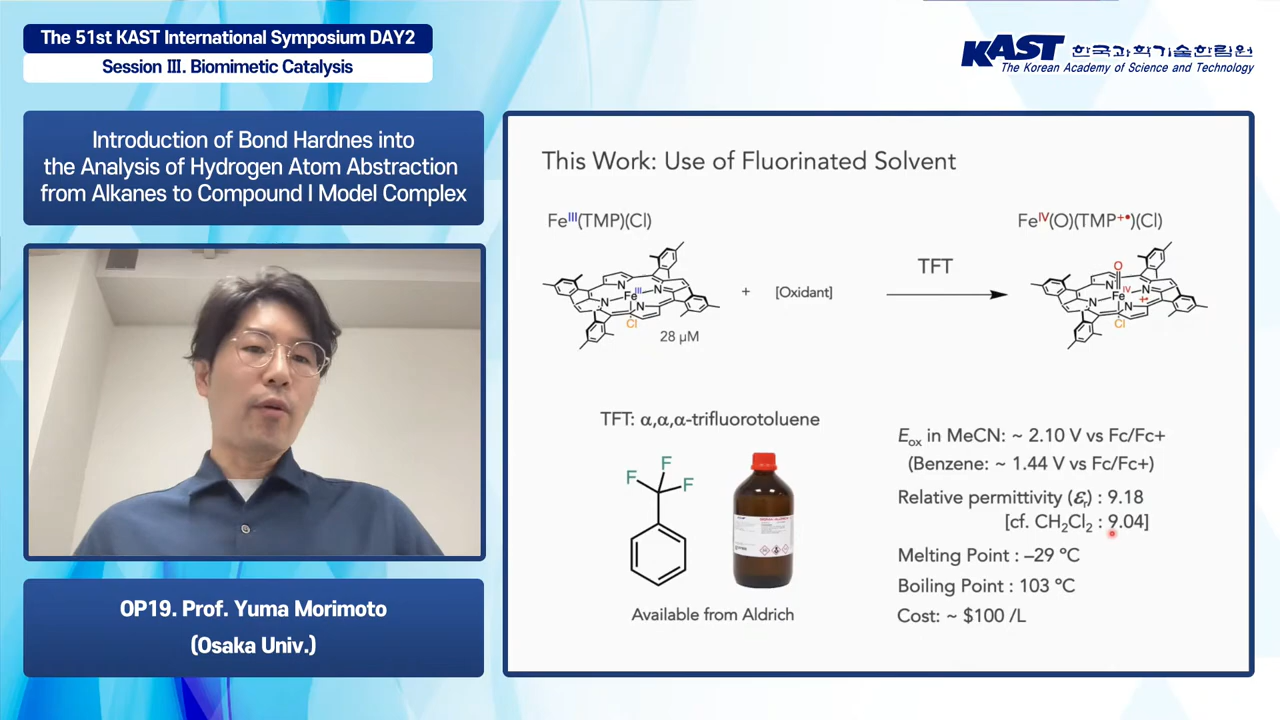 The 51st KAST International Symposium DAY2
Session Ⅲ. Biomimetic Catalysis
KAST 한국과학기술한림원
The Korean Academy of Science and Technology
Introduction of Bond Hardnes into
the Analysis of Hydrogen Atom Abstraction
from Alkanes to Compound I Model Complex
OP19. Prof. Yuma Morimoto
(Osaka Univ.)
This Work: Use of Fluorinated Solvent
Feᴵᴵᴵ(TMP)(Cl)
Feᴵⱽ(O)(TMP⁺•)(Cl)
N N N N Fe III Cl
28 µM
+ [Oxidant]
TFT
O N N N N Fe IV +• Cl
TFT: α,α,α-trifluorotoluene
F F F
Available from Aldrich
Eox in MeCN: ~ 2.10 V vs Fc/Fc+
(Benzene: ~ 1.44 V vs Fc/Fc+)
Relative permittivity (εr) : 9.18
[cf. CH₂Cl₂ : 9.04]
Melting Point : –29 ºC
Boiling Point : 103 ºC
Cost: ~ $100 /L